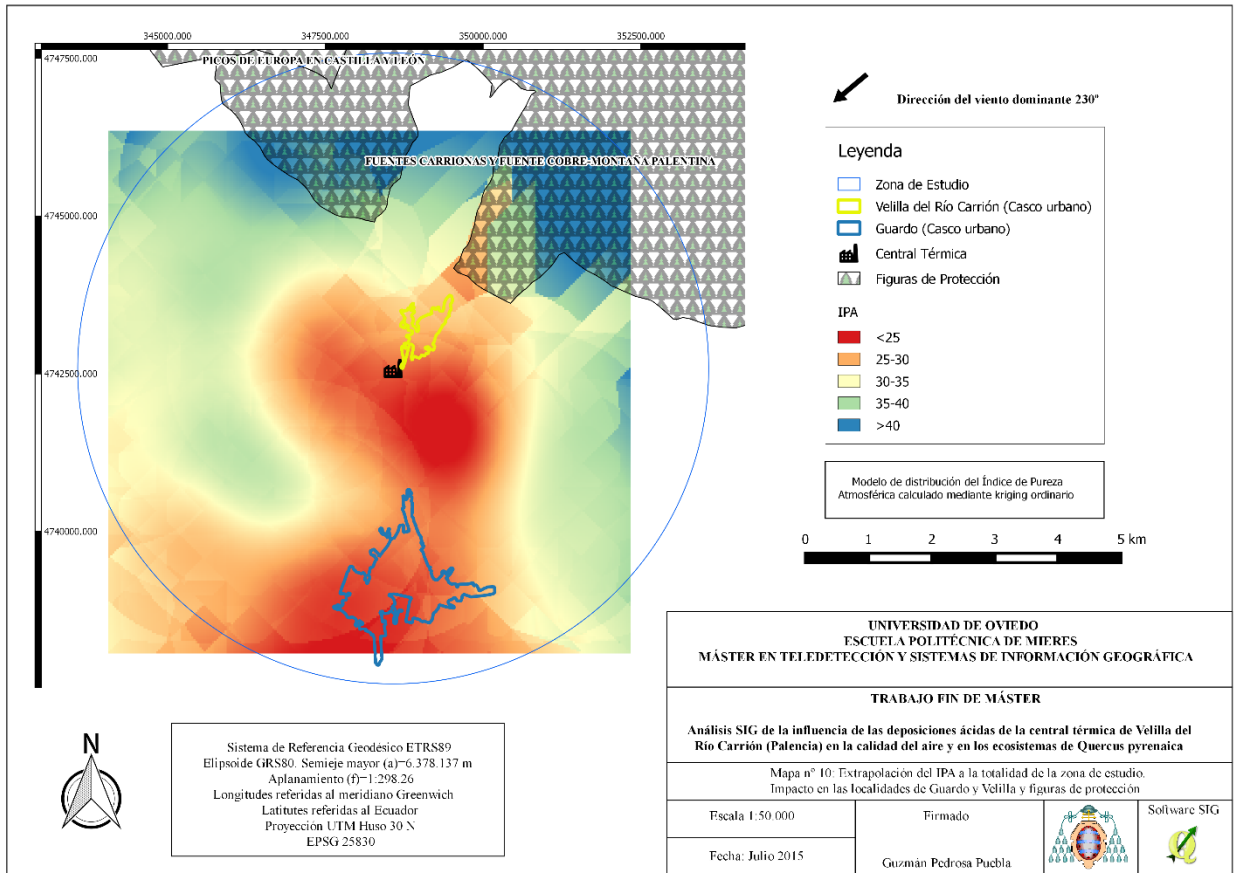 345000.000
347500.000
350000.000
352500.000
4747500.000
4745000.000
4742500.000
4740000.000
PICOS DE EUROPA EN CASTILLA Y LEÓN
FUENTES CARRIONAS Y FUENTE COBRE-MONTAÑA PALENTINA
Dirección del viento dominante 230º
Leyenda
Zona de Estudio
Velilla del Río Carrión (Casco urbano)
Guardo (Casco urbano)
Central Térmica
Figuras de Protección
IPA
<25
25-30
30-35
35-40
>40
Modelo de distribución del Índice de Pureza
Atmosférica calculado mediante kriging ordinario
0 1 2 3 4 5 km
N
Sistema de Referencia Geodésico ETRS89
Elipsoide GRS80. Semieje mayor (a)=6.378.137 m
Aplanamiento (f)=1:298.26
Longitudes referidas al meridiano Greenwich
Latitutes referidas al Ecuador
Proyección UTM Huso 30 N
EPSG 25830
UNIVERSIDAD DE OVIEDO
ESCUELA POLITÉCNICA DE MIERES
MÁSTER EN TELEDETECCIÓN Y SISTEMAS DE INFORMACIÓN GEOGRÁFICA
TRABAJO FIN DE MÁSTER
Análisis SIG de la influencia de las deposiciones ácidas de la central térmica de Velilla del
Río Carrión (Palencia) en la calidad del aire y en los ecosistemas de Quercus pyrenaica
Mapa nº 10: Extrapolación del IPA a la totalidad de la zona de estudio.
Impacto en las localidades de Guardo y Velilla y figuras de protección
Escala 1:50.000
Firmado
Software SIG
Fecha: Julio 2015
Guzmán Pedrosa Puebla